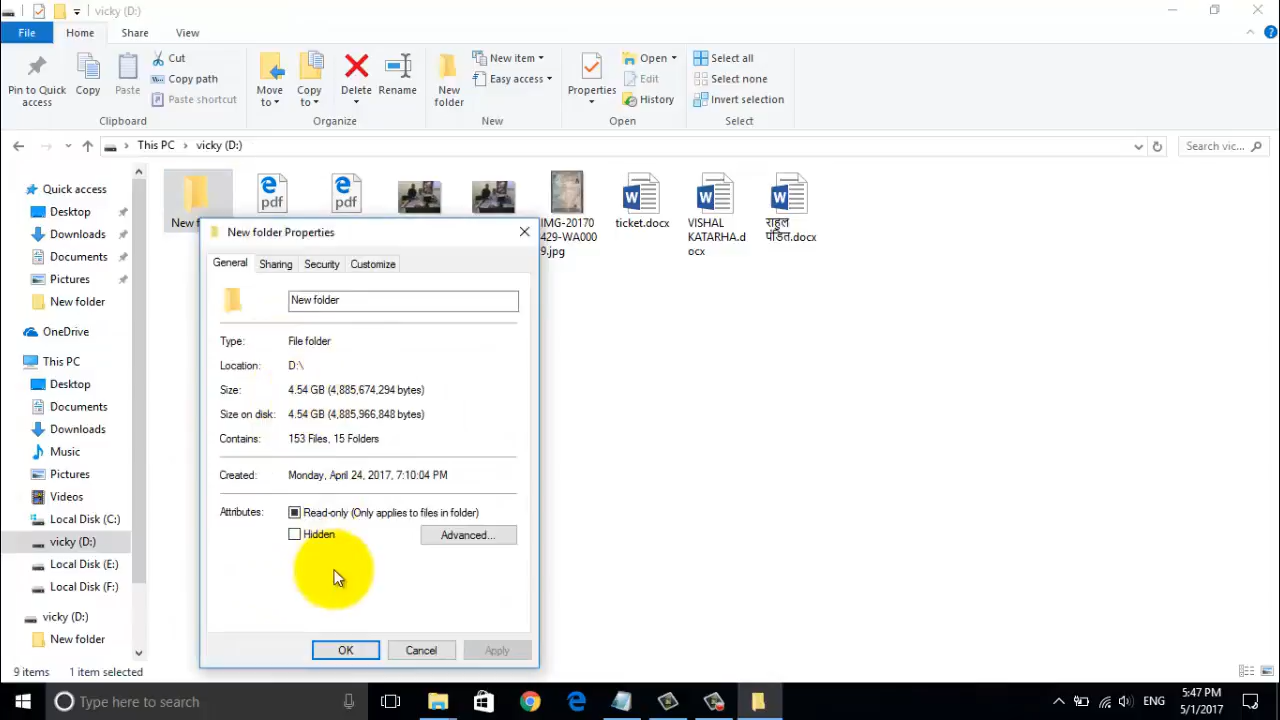 vicky (D:)
File Home Share View
Pin to Quick access
Copy
Paste
Cut
Copy path
Paste shortcut
Clipboard
Move to
Copy to
Delete
Rename
Organize
New folder
New item
Easy access
New
Properties
Open
Edit
History
Open
Select all
Select none
Invert selection
Select
This PC > vicky (D:)
Search vic...
Quick access
Desktop
Downloads
Documents
Pictures
New folder
OneDrive
This PC
Desktop
Documents
Downloads
Music
Pictures
Videos
Local Disk (C:)
vicky (D:)
Local Disk (E:)
Local Disk (F:)
vicky (D:)
New folder
pdf
pdf
ticket.docx
VISHAL
KATARHA.d
ocx
राहुल
पंडित.docx
New folder Properties
General Sharing Security Customize
New folder
Type: File folder
Location: D:\
Size: 4.54 GB (4,885,674,294 bytes)
Size on disk: 4.54 GB (4,885,966,848 bytes)
Contains: 153 Files, 15 Folders
Created: Monday, April 24, 2017, 7:10:04 PM
Attributes: Read-only (Only applies to files in folder)
Hidden Advanced...
OK Cancel Apply
9 items 1 item selected
Type here to search
ENG
5:47 PM
5/1/2017